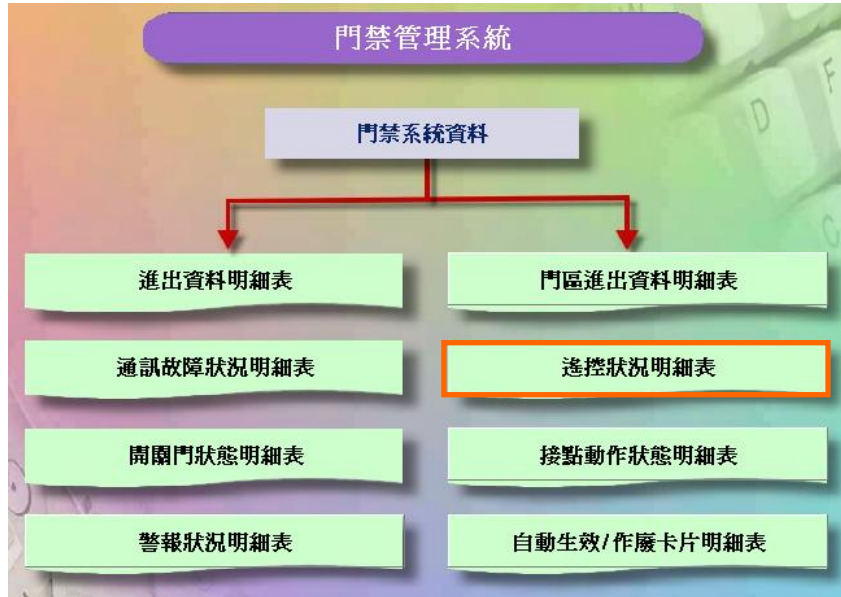 門禁管理系統
門禁系統資料
進出資料明細表
門區進出資料明細表
通訊故障狀況明細表
遙控狀況明細表
開關門狀態明細表
接點動作狀態明細表
警報狀況明細表
自動生效/作廢卡片明細表
D
F
C